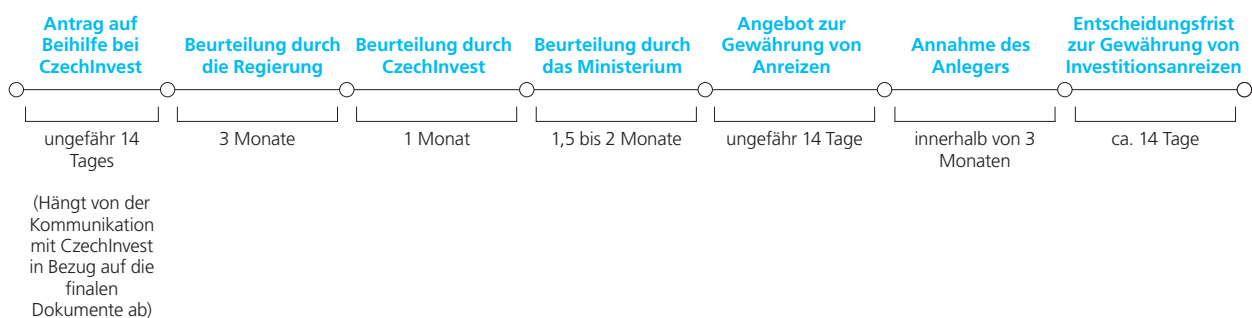 Antrag auf
Beihilfe bei
CzechInvest
Beurteilung durch
die Regierung
Beurteilung durch
CzechInvest
Beurteilung durch
das Ministerium
Angebot zur
Gewährung von
Anreizen
Annahme des
Anlegers
Entscheidungsfrist
zur Gewährung von
Investitionsanreizen
ungefähr 14
Tages
(Hängt von der
Kommunikation
mit CzechInvest
in Bezug auf die
finalen
Dokumente ab)
3 Monate
1 Monat
1,5 bis 2 Monate
ungefähr 14 Tage
innerhalb von 3
Monaten
ca. 14 Tage